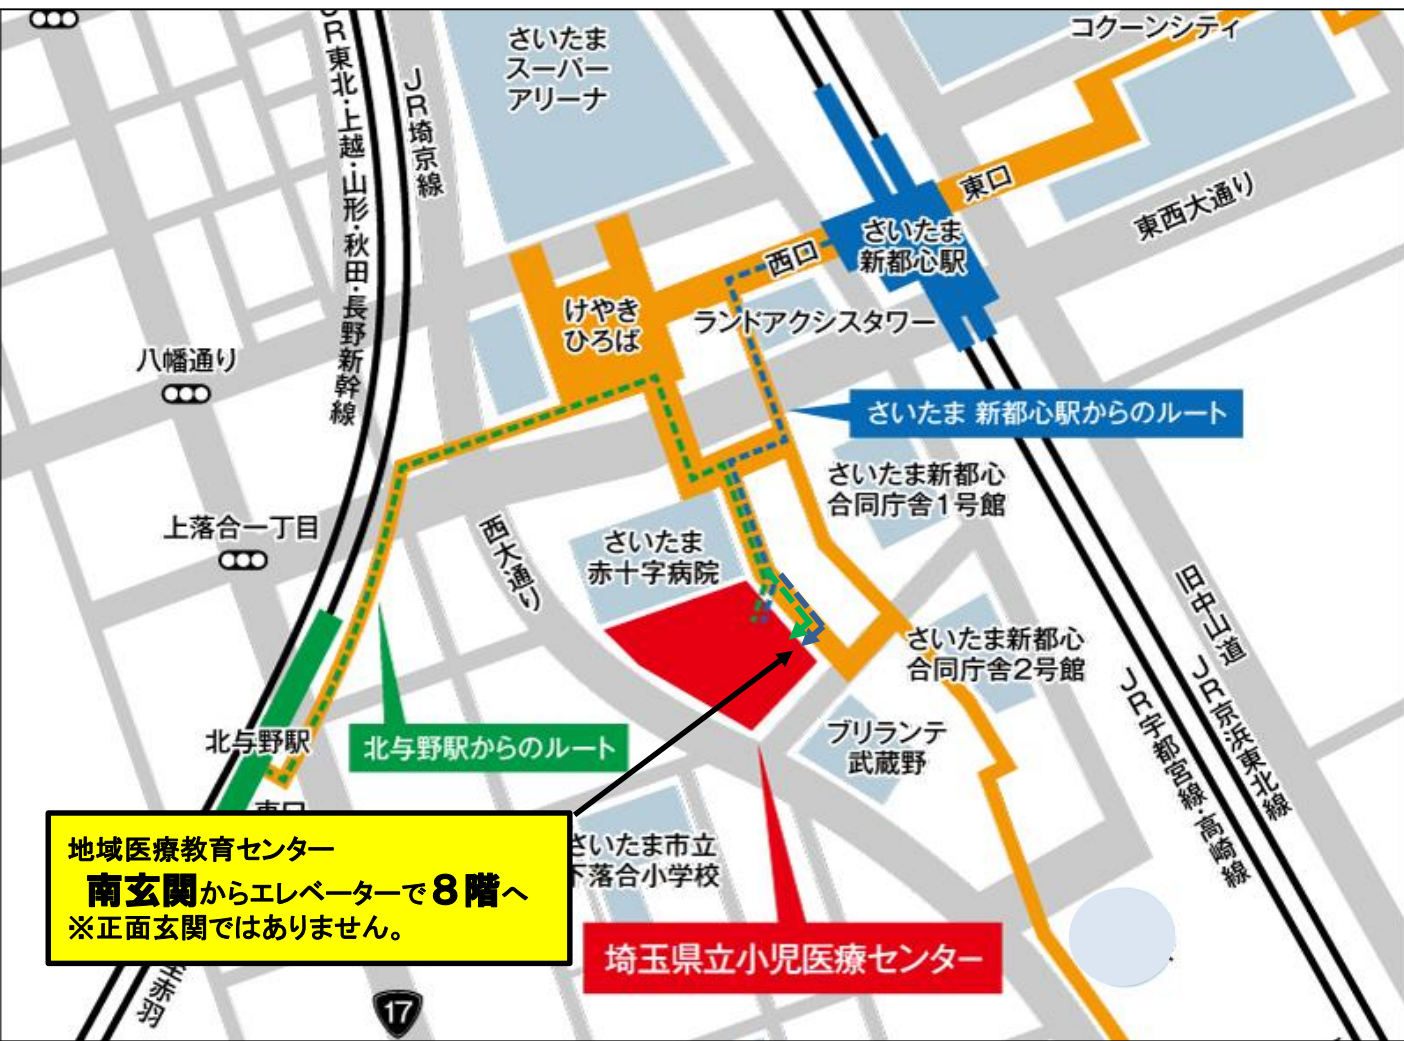 コクーンシティ
さいたま
スーパー
アリーナ
JR東北・上越・山形・秋田・長野新幹線
JR埼京線
東口
さいたま
新都心駅
東西大通り
西口
けやき
ひろば
ランドアクシスタワー
八幡通り
さいたま 新都心駅からのルート
さいたま新都心
合同庁舎1号館
上落合一丁目
西大通り
さいたま
赤十字病院
旧中山道
さいたま新都心
合同庁舎2号館
JR京浜東北線
JR宇都宮線・高崎線
北与野駅
北与野駅からのルート
ブリランテ
武蔵野
東口
地域医療教育センター
南玄関からエレベーターで8階へ
※正面玄関ではありません。
さいたま市立
下落合小学校
埼玉県立小児医療センター
至赤羽
17